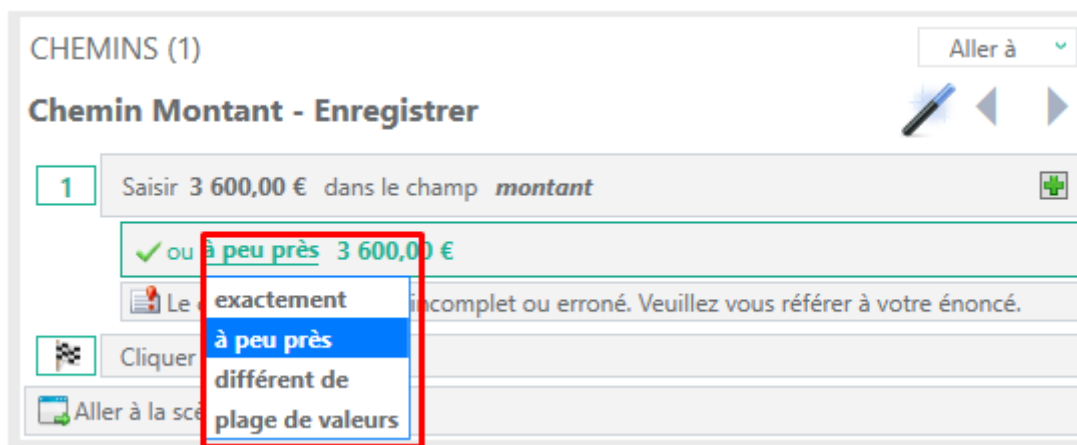 CHEMINS (1)
Aller à
Chemin Montant - Enregistrer
1 Saisir 3 600,00 € dans le champ montant
ou à peu près 3 600,00 €
exactement
Le incomplet ou erroné. Veuillez vous référer à votre énoncé.
à peu près
Cliquer
différent de
Aller à la
plage de valeurs